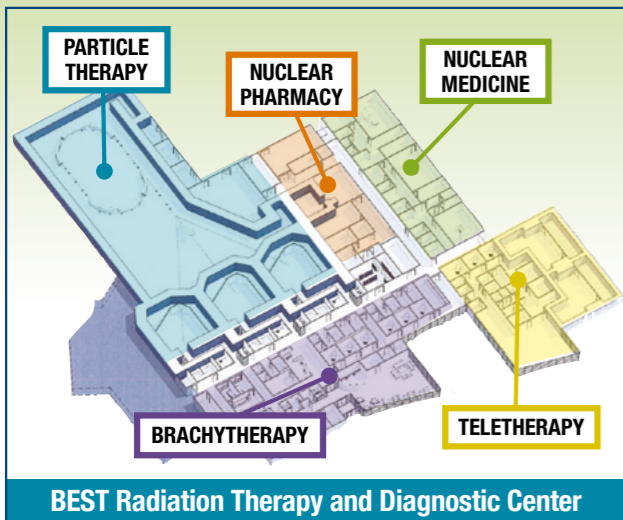 PARTICLE
THERAPY
NUCLEAR
PHARMACY
NUCLEAR
MEDICINE
BRACHYTHERAPY
TELETHERAPY
BEST Radiation Therapy and Diagnostic Center